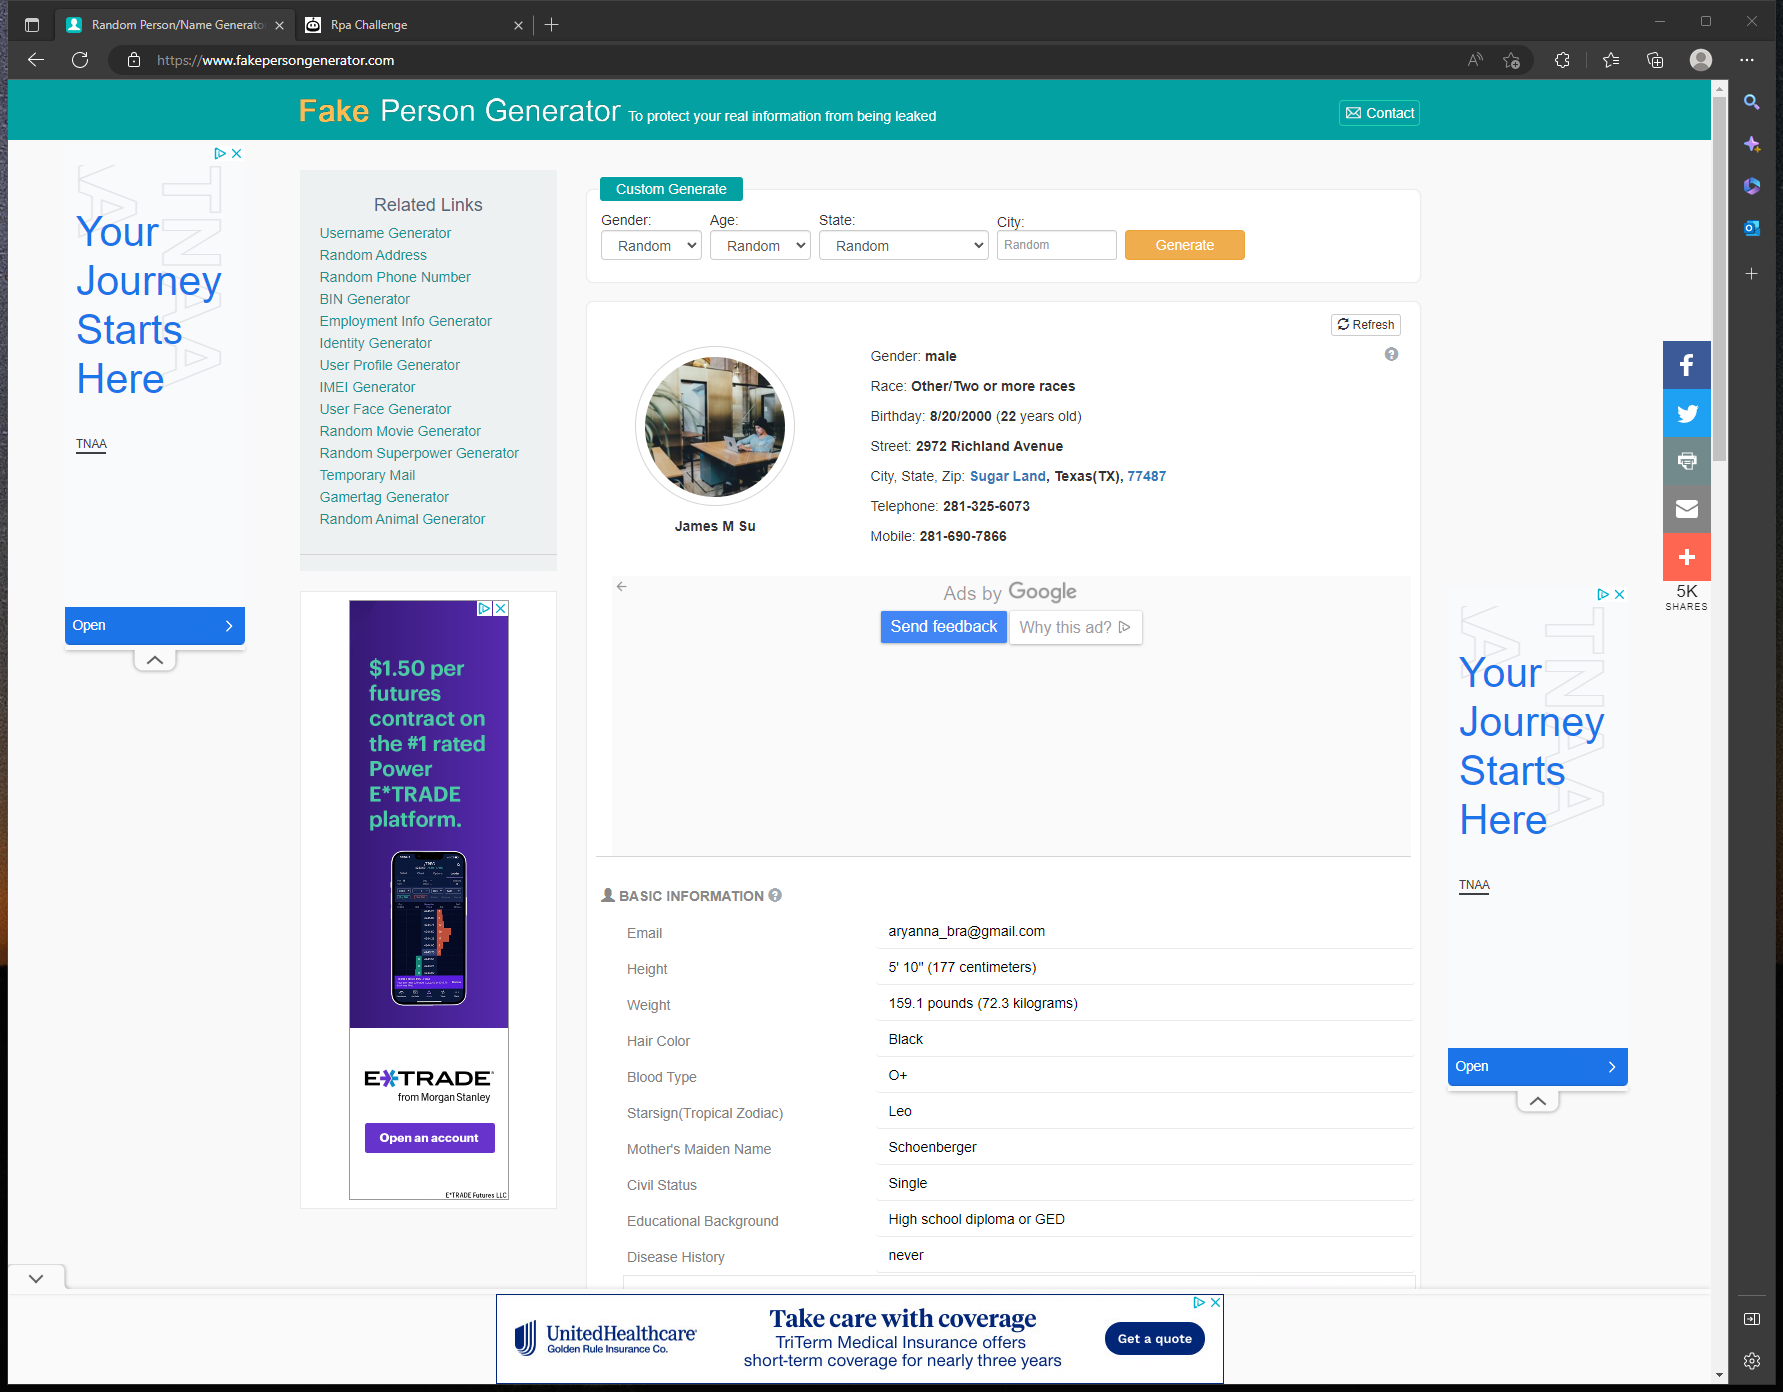 Random Person/Name Generato
Rpa Challenge
https://www.fakepersongenerator.com
Fake Person Generator To protect your real information from being leaked
Contact
Your
Journey
Starts
Here
TNAA
Open
Related Links
Username Generator
Random Address
Random Phone Number
BIN Generator
Employment Info Generator
Identity Generator
User Profile Generator
IMEI Generator
User Face Generator
Random Movie Generator
Random Superpower Generator
Temporary Mail
Gamertag Generator
Random Animal Generator
$1.50 per
futures
contract on
the #1 rated
Power
E*TRADE
platform.
E*TRADE
from Morgan Stanley
Open an account
E*TRADE Futures LLC
Custom Generate
Gender:
Random
Age:
Random
State:
Random
City:
Random
Generate
Refresh
James M Su
Gender: male
Race: Other/Two or more races
Birthday: 8/20/2000 (22 years old)
Street: 2972 Richland Avenue
City, State, Zip: Sugar Land, Texas(TX), 77487
Telephone: 281-325-6073
Mobile: 281-690-7866
Ads by Google
Send feedback
Why this ad?
BASIC INFORMATION
Email aryanna_bra@gmail.com
Height 5' 10" (177 centimeters)
Weight 159.1 pounds (72.3 kilograms)
Hair Color Black
Blood Type O+
Starsign(Tropical Zodiac) Leo
Mother's Maiden Name Schoenberger
Civil Status Single
Educational Background High school diploma or GED
Disease History never
5K
SHARES
Your
Journey
Starts
Here
TNAA
Open
UnitedHealthcare
Golden Rule Insurance Co.
Take care with coverage
TriTerm Medical Insurance offers
short-term coverage for nearly three years
Get a quote